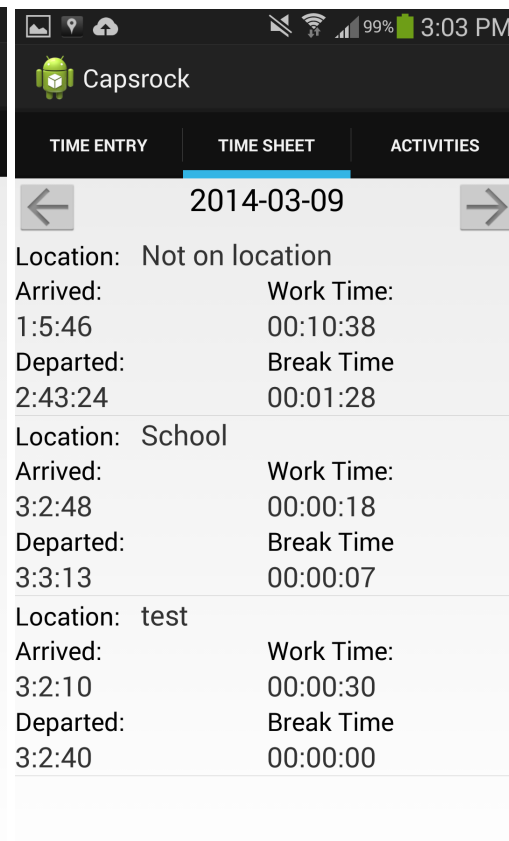 99% 3:03 PM
Capsrock
TIME ENTRY TIME SHEET ACTIVITIES
2014-03-09
Location: Not on location
Arrived: Work Time:
1:5:46 00:10:38
Departed: Break Time
2:43:24 00:01:28
Location: School
Arrived: Work Time:
3:2:48 00:00:18
Departed: Break Time
3:3:13 00:00:07
Location: test
Arrived: Work Time:
3:2:10 00:00:30
Departed: Break Time
3:2:40 00:00:00